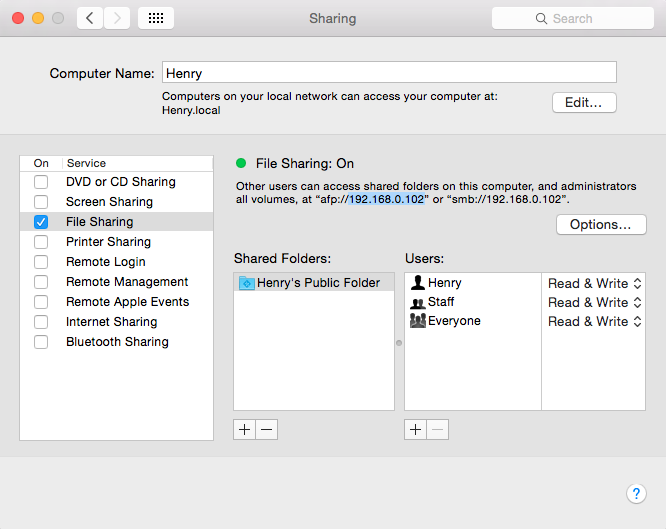 Sharing
Search
Computer Name: Henry
Computers on your local network can access your computer at:
Henry.local
Edit...
On Service
DVD or CD Sharing
Screen Sharing
File Sharing
Printer Sharing
Remote Login
Remote Management
Remote Apple Events
Internet Sharing
Bluetooth Sharing
File Sharing: On
Other users can access shared folders on this computer, and administrators
all volumes, at “afp://192.168.0.102” or “smb://192.168.0.102”.
Options...
Shared Folders:
Henry's Public Folder
Users:
Henry Read & Write
Staff Read & Write
Everyone Read & Write
+ −
+ −
?